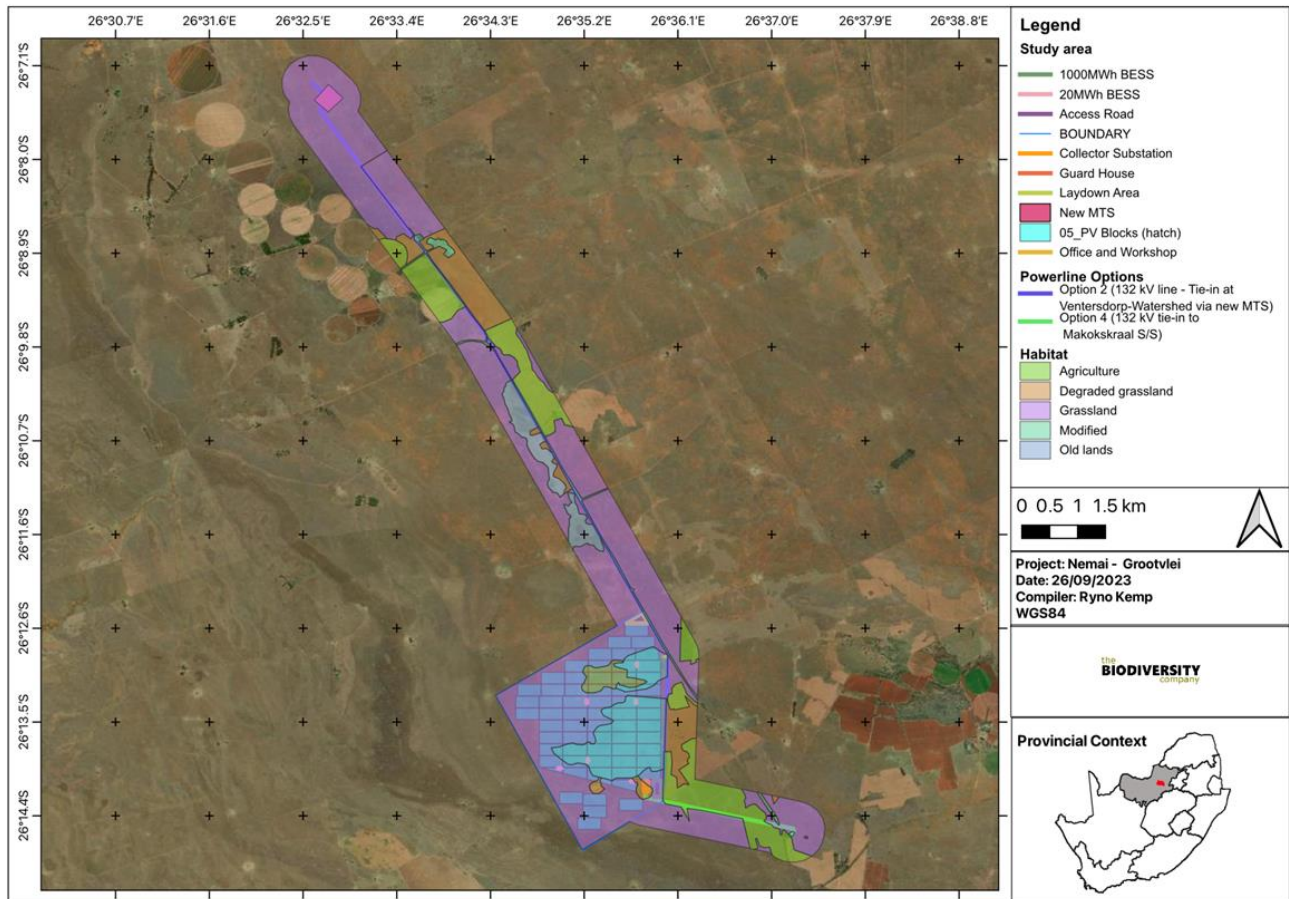 26°30.7'E 26°31.6'E 26°32.5'E 26°33.4'E 26°34.3'E 26°35.2'E 26°36.1'E 26°37.0'E 26°37.9'E 26°38.8'E
26°7.1'S
26°8.0'S
26°8.9'S
26°9.8'S
26°10.7'S
26°11.6'S
26°12.6'S
26°13.5'S
26°14.4'S
Legend
Study area
1000MWh BESS
20MWh BESS
Access Road
BOUNDARY
Collector Substation
Guard House
Laydown Area
New MTS
05_PV Blocks (hatch)
Office and Workshop
Powerline Options
Option 2 (132 kV line - Tie-in at
Ventersdorp-Watershed via new MTS)
Option 4 (132 kV tie-in to
Makokskraal S/S)
Habitat
Agriculture
Degraded grassland
Grassland
Modified
Old lands
0 0.5 1 1.5 km
Project: Nemai - Grootvlei
Date: 26/09/2023
Compiler: Ryno Kemp
WGS84
the
BIODIVERSITY
company
Provincial Context